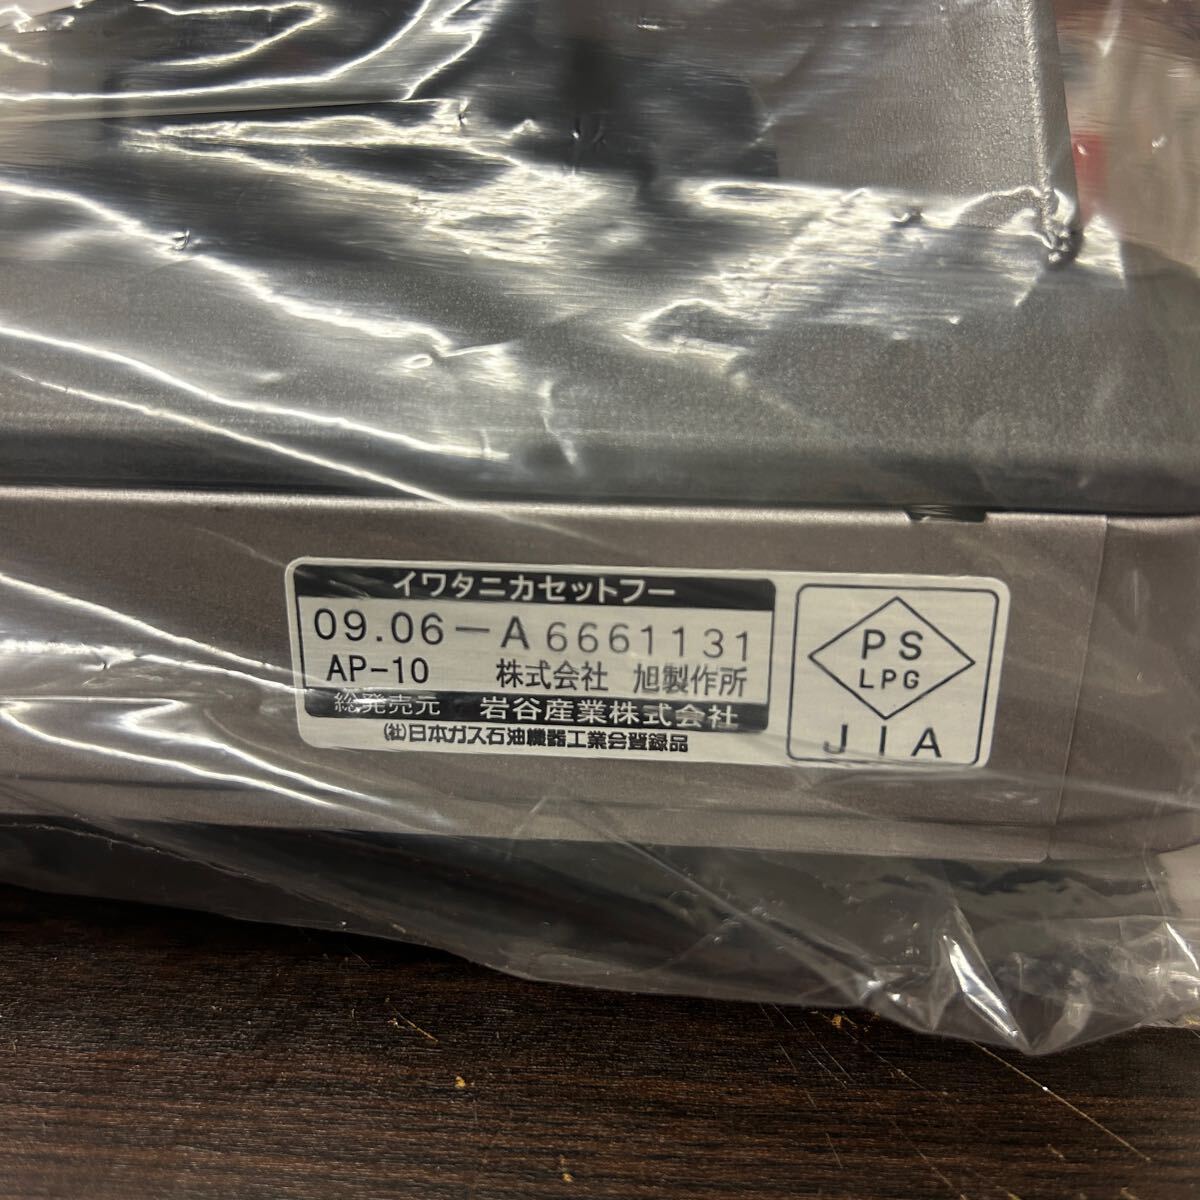 イワタニカセットフー
09.06-A6661131
AP-10 株式会社 旭製作所
総発売元 岩谷産業株式会社
(社)日本ガス石油機器工業会登録品
PS
LPG
JIA